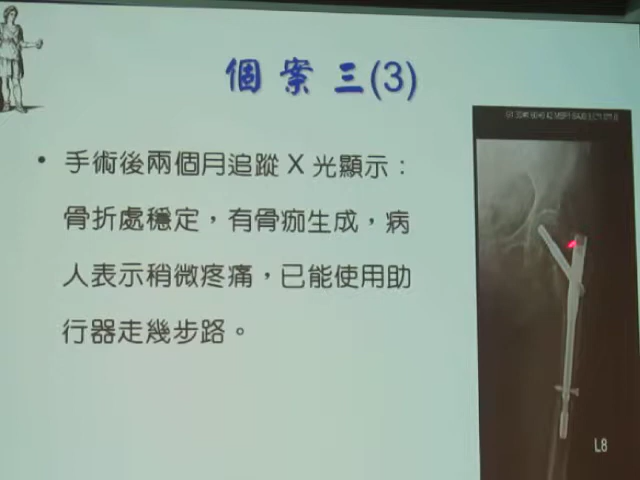 個案三(3)
• 手術後兩個月追蹤 X 光顯示：
骨折處穩定，有骨痂生成，病
人表示稍微疼痛，已能使用助
行器走幾步路。
L8